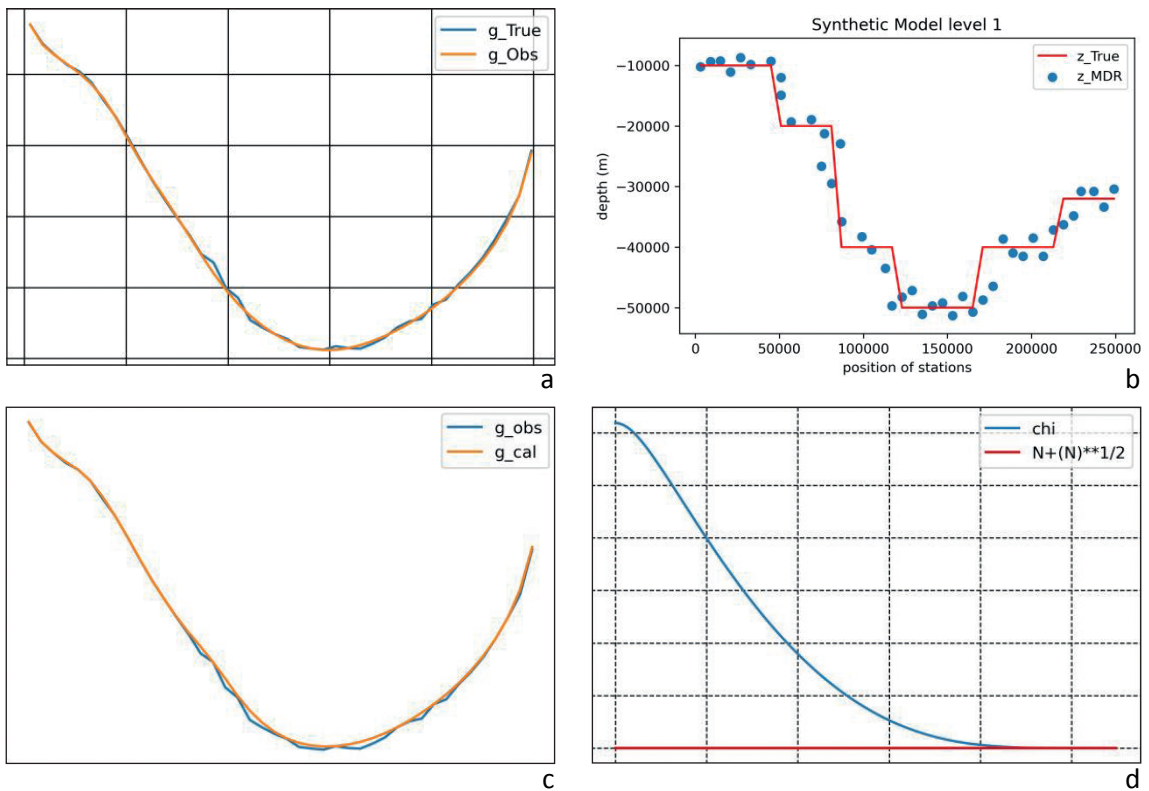 g_True
g_Obs
a
Synthetic Model level 1
z_True
z_MDR
−10000
−20000
−30000
−40000
−50000
depth (m)
0
50000
100000
150000
200000
250000
position of stations
b
g_obs
g_cal
c
chi
N+(N)**1/2
d